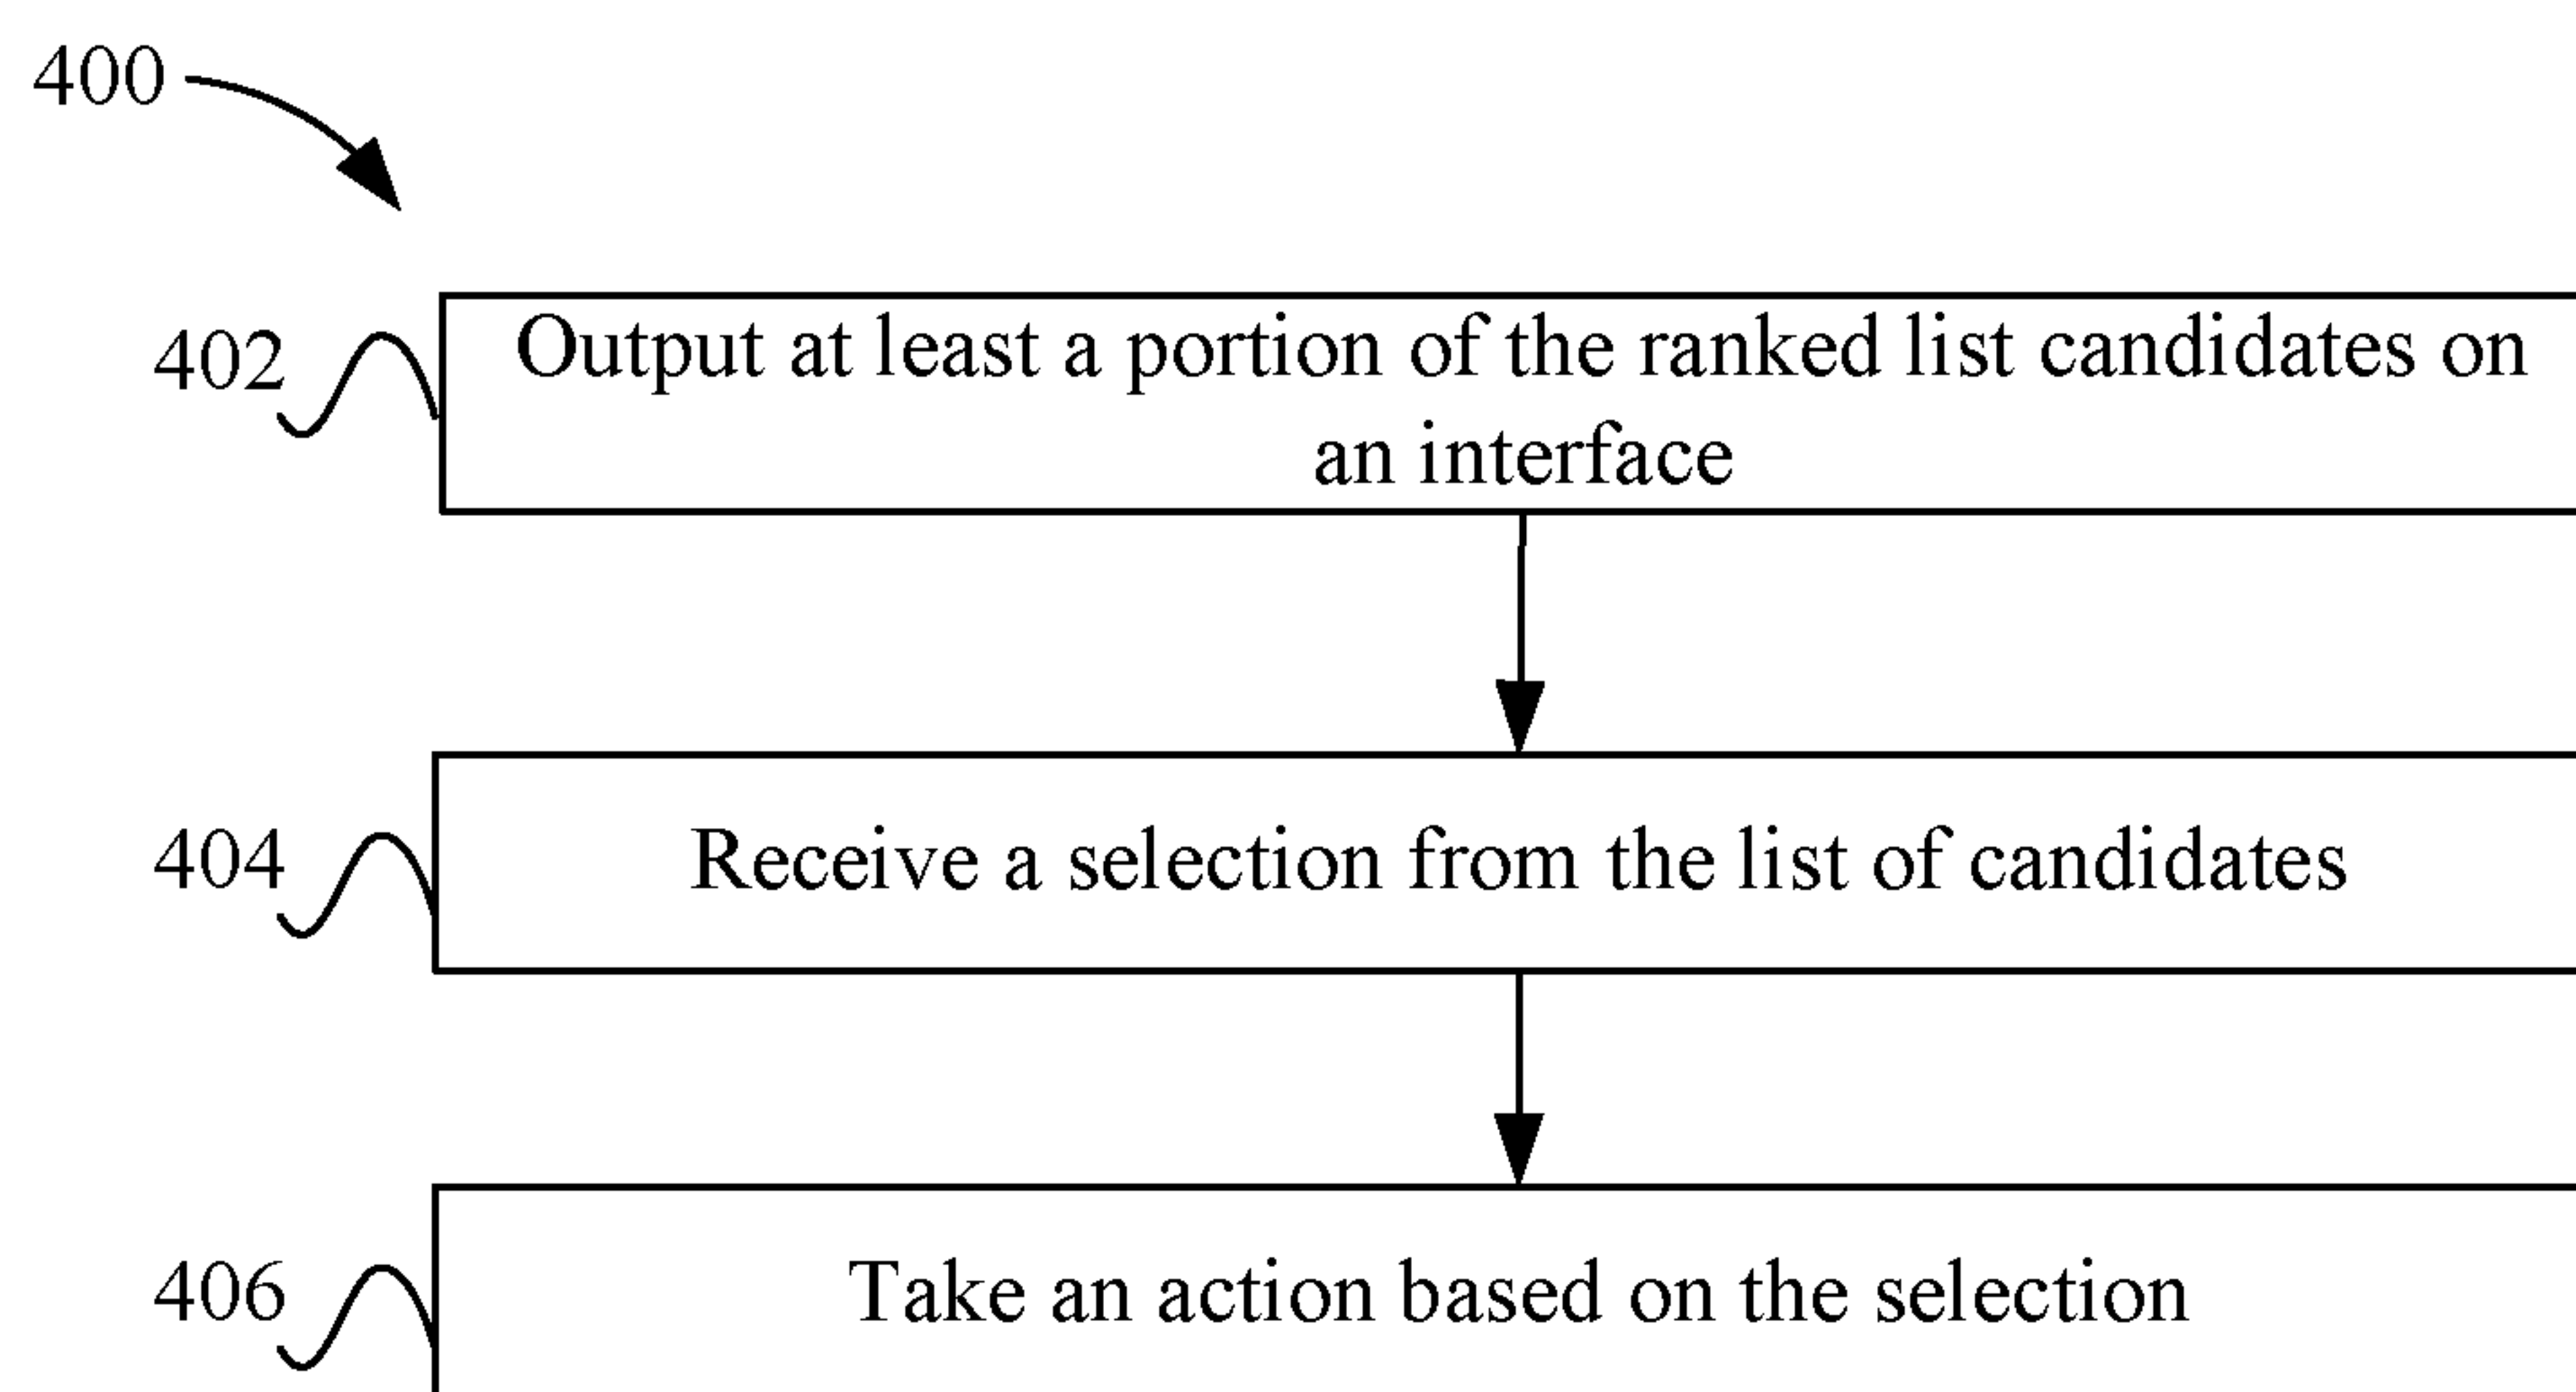 400
402
Output at least a portion of the ranked list candidates on
an interface
404
Receive a selection from the list of candidates
406
Take an action based on the selection